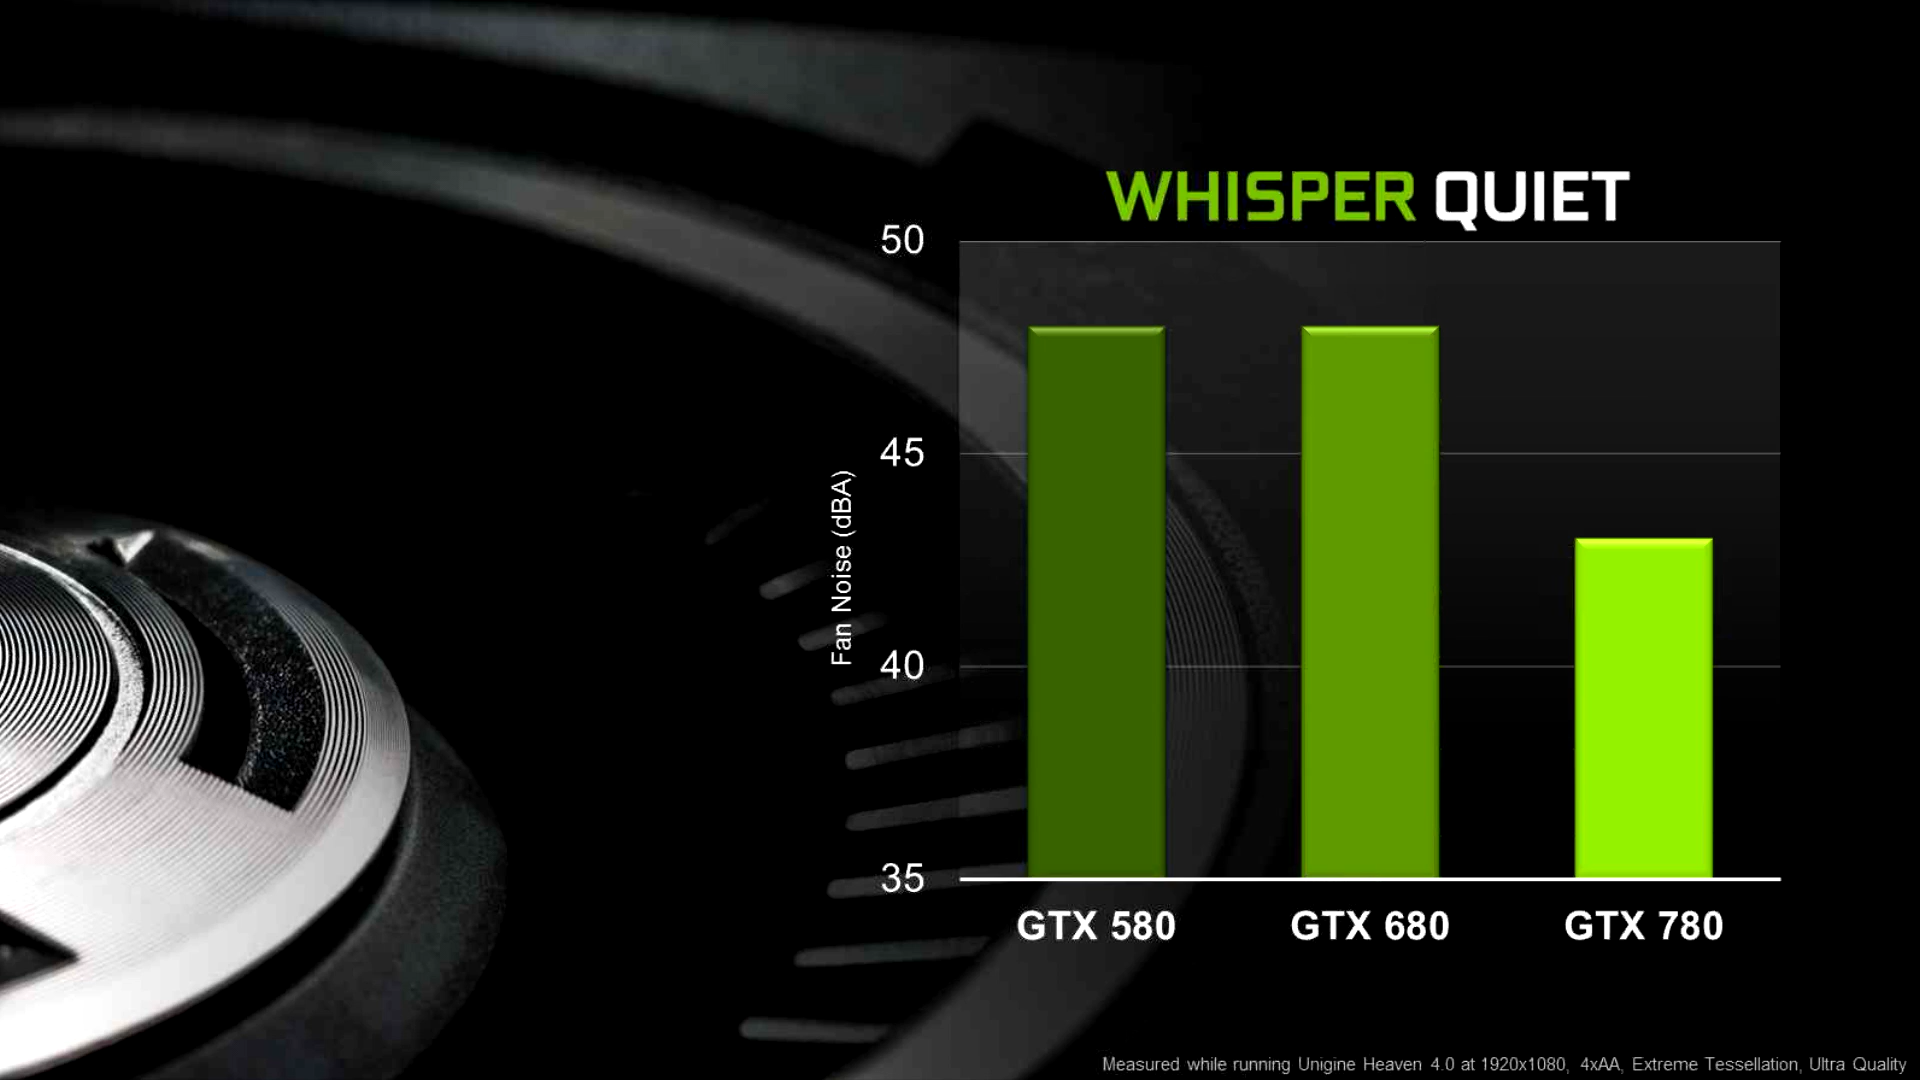 WHISPER QUIET
50
45
40
35
Fan Noise (dBA)
GTX 580 GTX 680 GTX 780
Measured while running Unigine Heaven 4.0 at 1920x1080, 4xAA, Extreme Tessellation, Ultra Quality